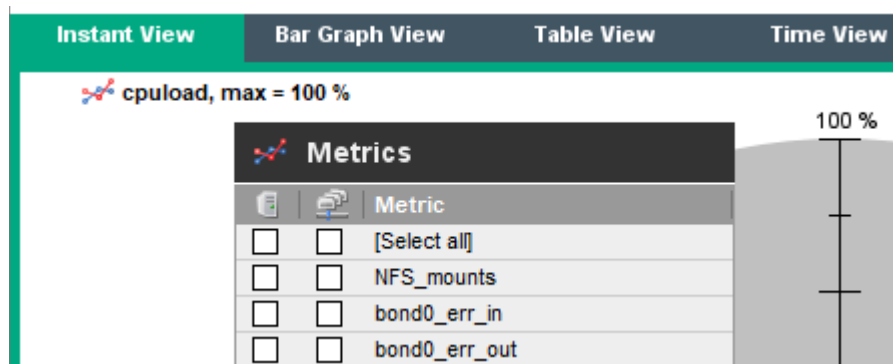 Instant View Bar Graph View Table View Time View
cpuload, max = 100 %
100 %
Metrics
Metric
[Select all]
NFS_mounts
bond0_err_in
bond0_err_out